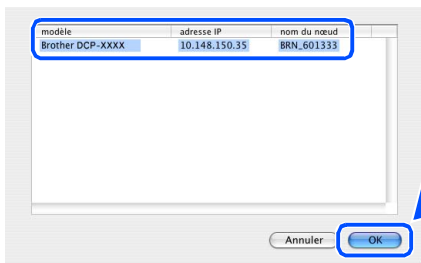 modèle adresse IP nom du nœud
Brother DCP-XXXX 10.148.150.35 BRN_601333
Annuler OK